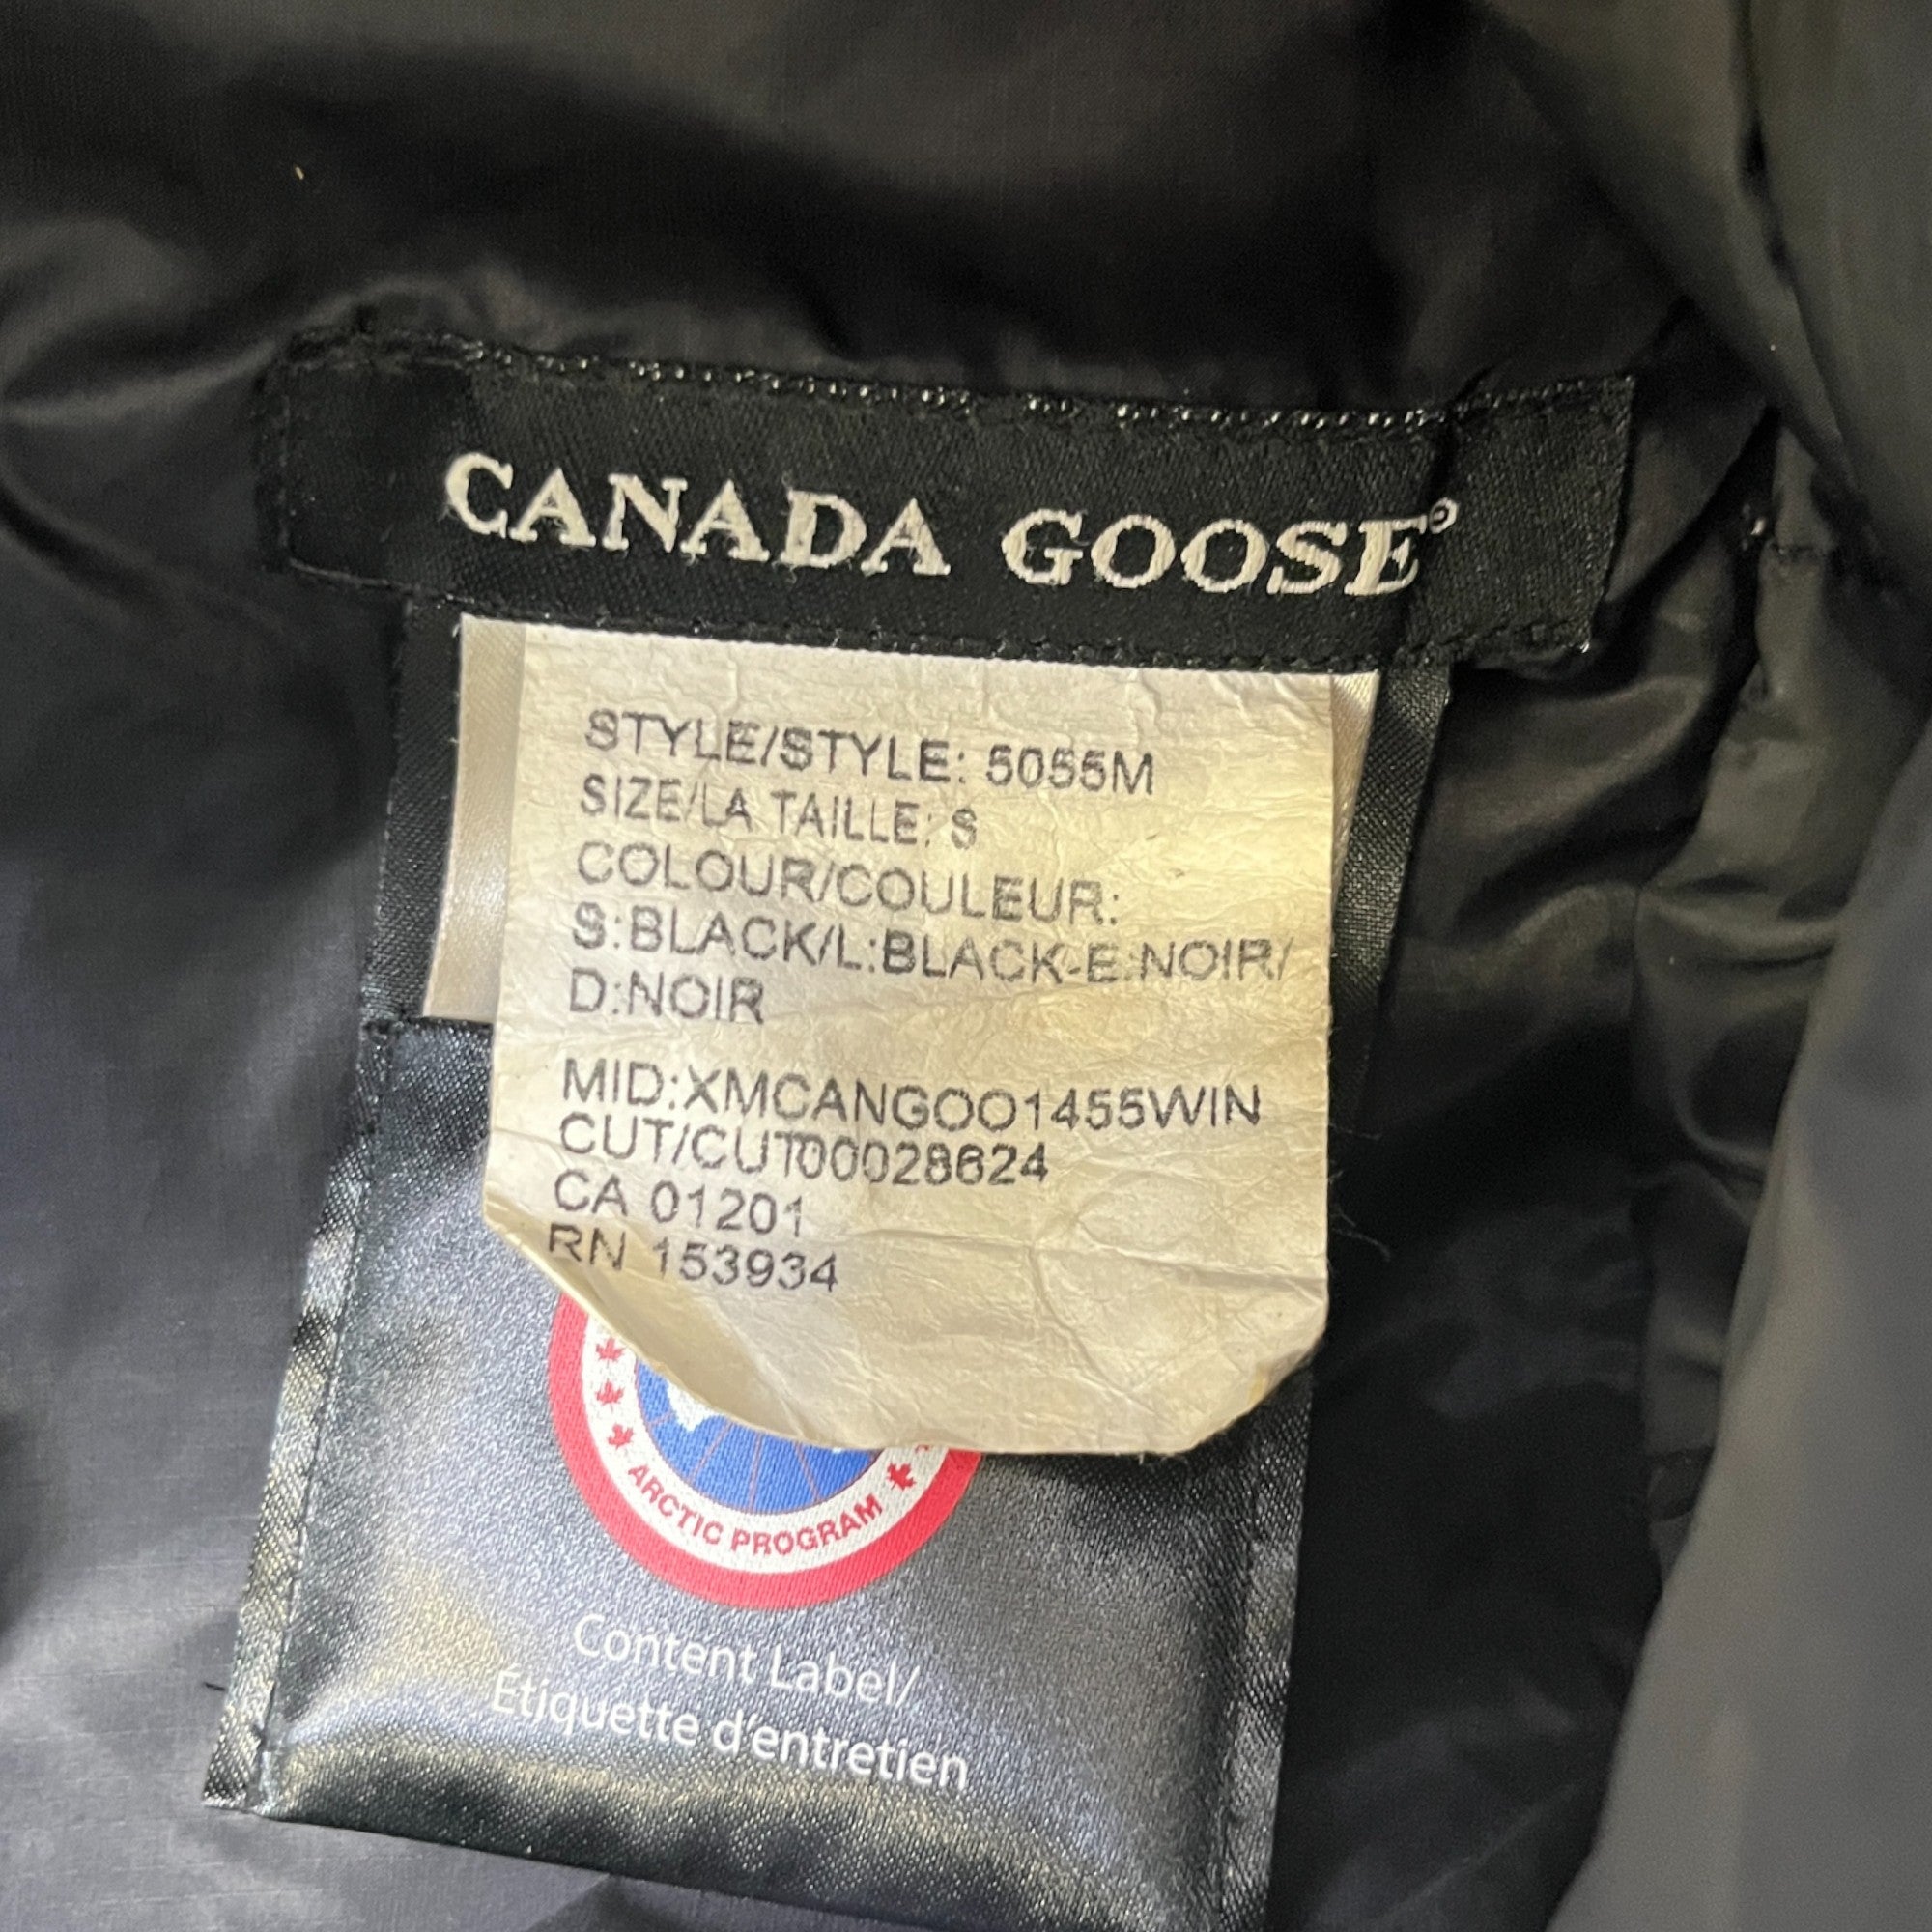 CANADA GOOSE®
STYLE/STYLE: 5055M
SIZE/LA TAILLE: S
COLOUR/COULEUR:
S:BLACK/L:BLACK-E:NOIR/
D:NOIR
MID:XMCANGOO1455WIN
CUT/CUT00028624
CA 01201
RN 153934
ARCTIC PROGRAM
Content Label/
Étiquette d'entretien